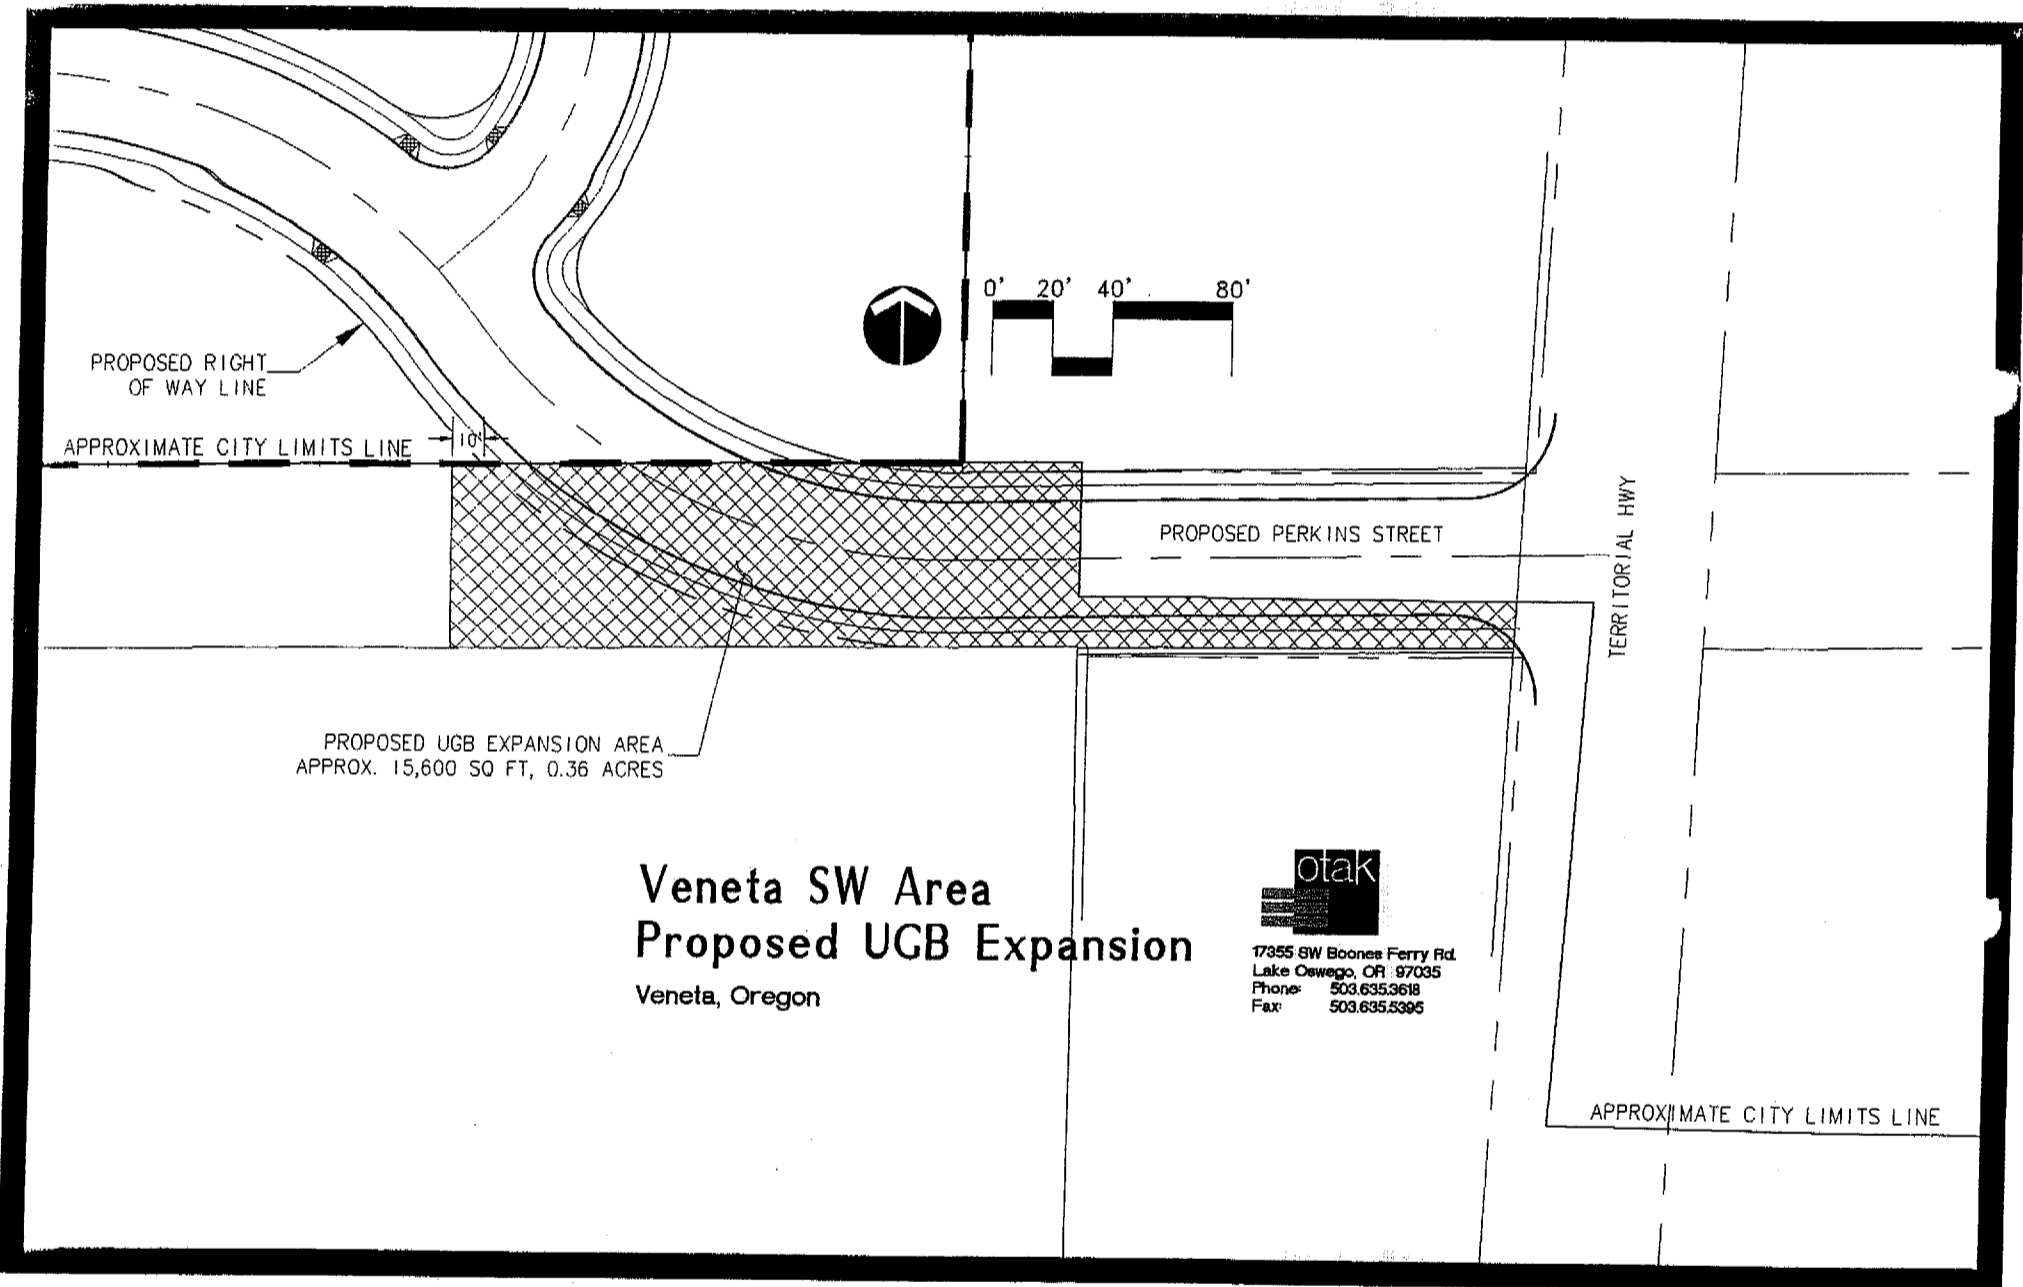 0' 20' 40' 80'
PROPOSED RIGHT
OF WAY LINE
APPROXIMATE CITY LIMITS LINE
10'
PROPOSED PERKINS STREET
TERRITORIAL HWY
PROPOSED UGB EXPANSION AREA
APPROX. 15,600 SQ FT, 0.36 ACRES
Veneta SW Area
Proposed UGB Expansion
Veneta, Oregon
otak
17355 SW Boones Ferry Rd.
Lake Oswego, OR 97035
Phone: 503.635.3618
Fax: 503.635.5395
APPROXIMATE CITY LIMITS LINE